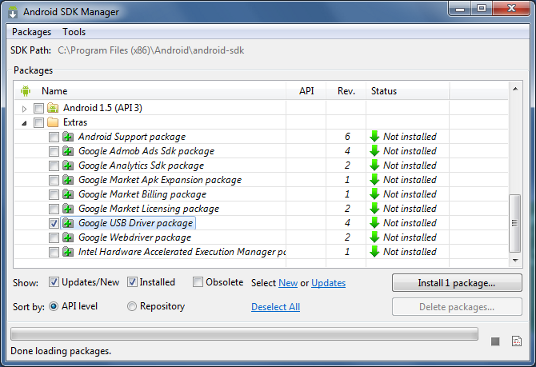 Android SDK Manager
Packages Tools
SDK Path: C:\Program Files (x86)\Android\android-sdk
Packages
Name API Rev. Status
Android 1.5 (API 3)
Extras
Android Support package 6 Not installed
Google Admob Ads Sdk package 4 Not installed
Google Analytics Sdk package 2 Not installed
Google Market Apk Expansion package 1 Not installed
Google Market Billing package 1 Not installed
Google Market Licensing package 2 Not installed
Google USB Driver package 4 Not installed
Google Webdriver package 2 Not installed
Intel Hardware Accelerated Execution Manager pa 1 Not installed
Show: Updates/New Installed Obsolete Select New or Updates Install 1 package...
Sort by: API level Repository Deselect All Delete packages...
Done loading packages.